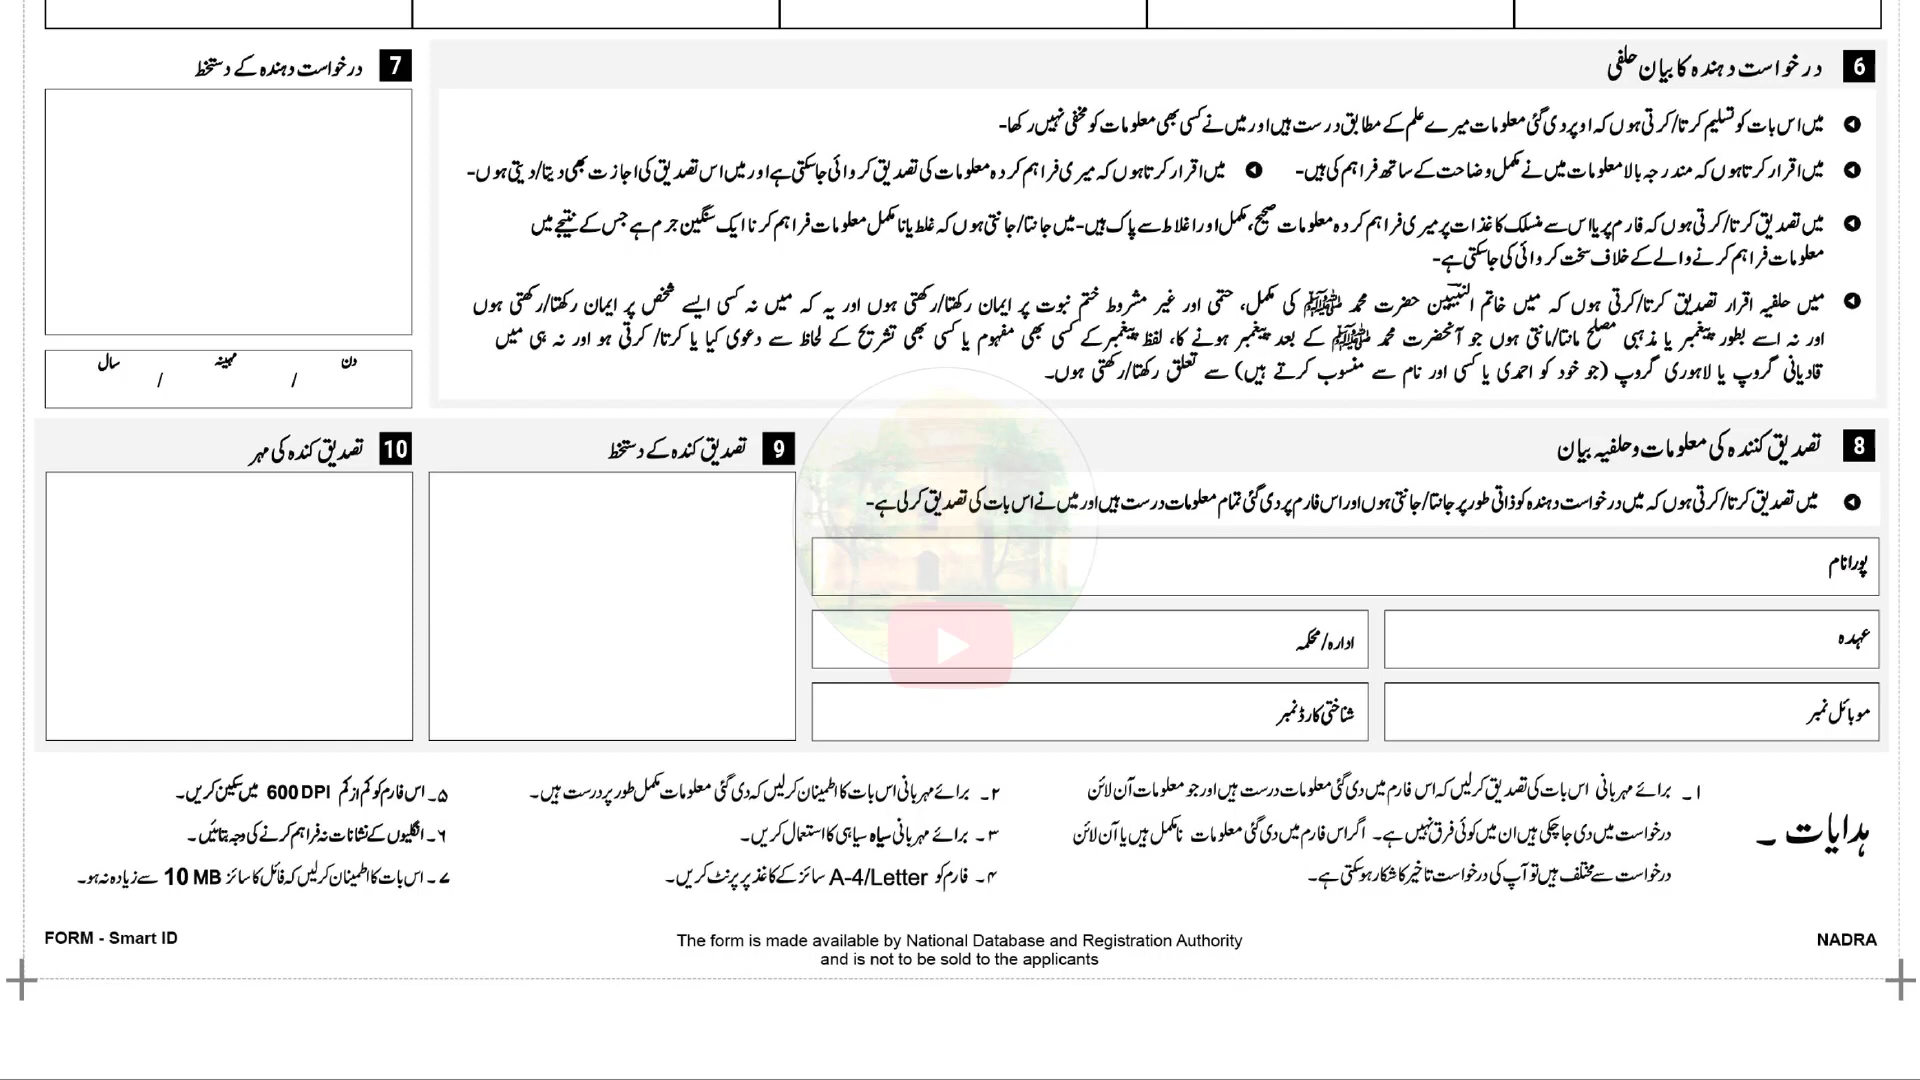 6 درخواست دہندہ کا بیان حلفی
میں اس بات کو تسلیم کرتا/کرتی ہوں کہ اوپر دی گئی معلومات میرے علم کے مطابق درست ہیں اور میں نے کسی بھی معلومات کو مخفی نہیں رکھا-
میں اقرار کرتا ہوں کہ مندرجہ بالا معلومات میں نے مکمل وضاحت کے ساتھ فراہم کی ہیں- میں اقرار کرتا ہوں کہ میری فراہم کردہ معلومات کی تصدیق کروائی جاسکتی ہے اور میں اس تصدیق کی اجازت بھی دیتا/دیتی ہوں-
میں تصدیق کرتا/کرتی ہوں کہ فارم پر یا اس سے منسلک کاغذات پر میری فراہم کردہ معلومات صحیح، مکمل اور اغلاط سے پاک ہیں- میں جانتا/جانتی ہوں کہ غلط یا نامکمل معلومات فراہم کرنا ایک سنگین جرم ہے جس کے نتیجے میں
معلومات فراہم کرنے والے کے خلاف سخت کروائی کی جاسکتی ہے-
میں حلفیہ اقرار تصدیق کرتا/کرتی ہوں کہ میں خاتم النبیین حضرت محمد ﷺ کی مکمل، حتمی اور غیر مشروط ختم نبوت پر ایمان رکھتا/رکھتی ہوں اور یہ کہ میں نہ کسی ایسے شخص پر ایمان رکھتا/رکھتی ہوں
اور نہ اسے بطور پیغمبر یا مذہبی مصلح مانتا/مانتی ہوں جو آنحضرت محمد ﷺ کے بعد پیغمبر ہونے کا، لفظ پیغمبر کے کسی بھی مفہوم یا کسی بھی تشریح کے لحاظ سے دعوی کیا یا کرتا/ کرتی ہو اور نہ ہی میں
قادیانی گروپ یا لاہوری گروپ (جو خود کو احمدی یا کسی اور نام سے منسوب کرتے ہیں) سے تعلق رکھتا/رکھتی ہوں۔
7 درخواست دہندہ کے دستخط
دن / مہینہ / سال
8 تصدیق کنندہ کی معلومات و حلفیہ بیان
میں تصدیق کرتا/کرتی ہوں کہ میں درخواست دہندہ کو ذاتی طور پر جانتا/جانتی ہوں اور اس فارم پر دی گئی تمام معلومات درست ہیں اور میں نے اس بات کی تصدیق کرلی ہے-
پورا نام
عہدہ
ادارہ/محکمہ
موبائل نمبر
شناختی کارڈ نمبر
9 تصدیق کندہ کے دستخط
10 تصدیق کندہ کی مہر
ہدایات ۔
۱۔ برائے مہربانی اس بات کی تصدیق کرلیں کہ اس فارم میں دی گئی معلومات درست ہیں اور جو معلومات آن لائن
درخواست میں دی جاچکی ہیں ان میں کوئی فرق نہیں ہے۔ اگر اس فارم میں دی گئی معلومات نامکمل ہیں یا آن لائن
درخواست سے مختلف ہیں تو آپ کی درخواست تاخیر کا شکار ہوسکتی ہے۔
۲۔ برائے مہربانی اس بات کا اطمینان کرلیں کہ دی گئی معلومات مکمل طور پر درست ہیں۔
۳۔ برائے مہربانی سیاہ سیاہی کا استعمال کریں۔
۴۔ فارم کو A-4/Letter سائز کے کاغذ پر پرنٹ کریں۔
۵۔ اس فارم کو کم از کم 600 DPI میں سکین کریں۔
۶۔ انگلیوں کے نشانات نہ فراہم کرنے کی وجہ بتائیں۔
۷۔ اس بات کا اطمینان کرلیں کہ فائل کا سائز 10 MB سے زیادہ نہ ہو۔
FORM - Smart ID
The form is made available by National Database and Registration Authority
and is not to be sold to the applicants
NADRA